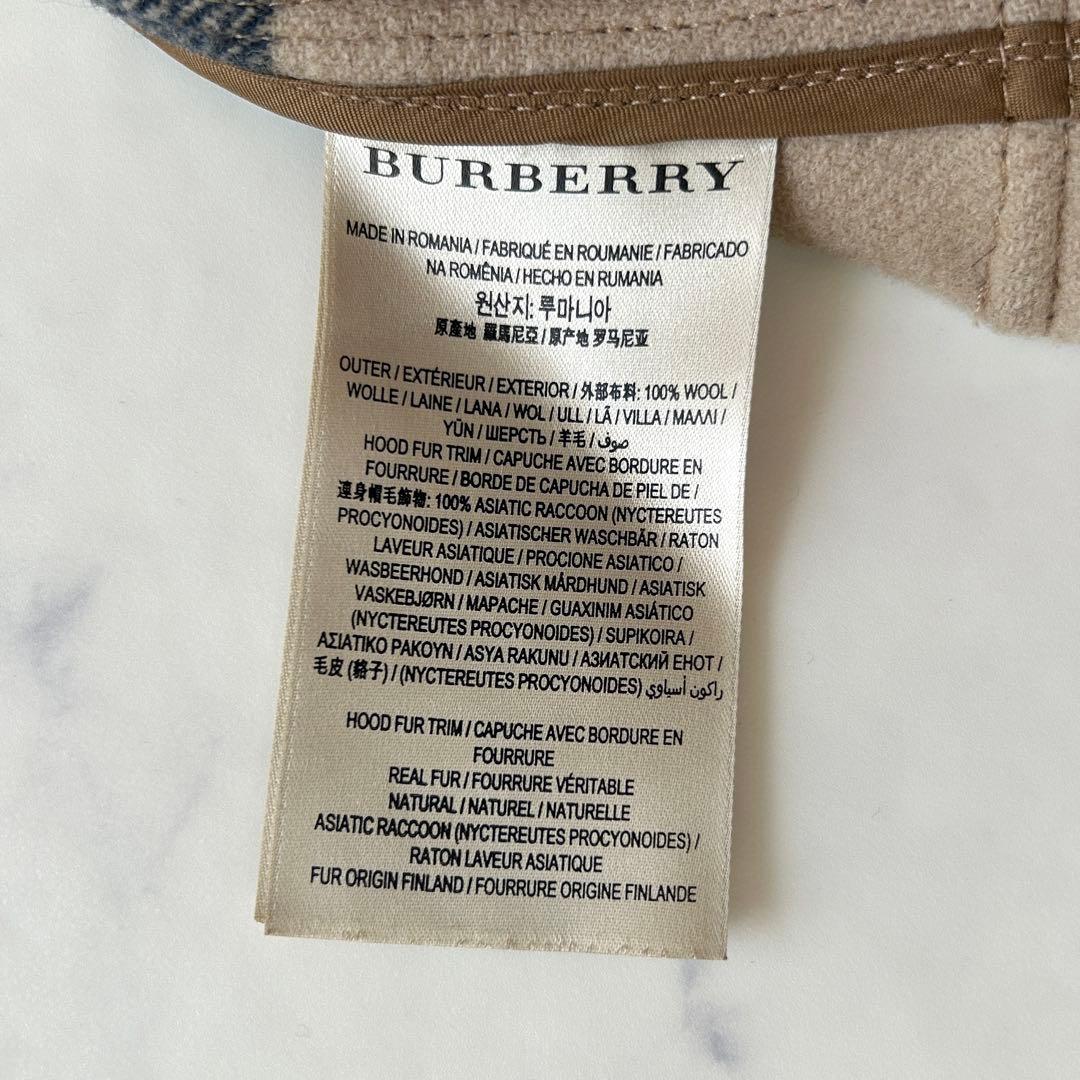 BURBERRY
MADE IN ROMANIA / FABRIQUÉ EN ROUMANIE / FABRICADO
NA ROMÊNIA / HECHO EN RUMANIA
원산지: 루마니아
原產地 羅馬尼亞 / 原产地 罗马尼亚
OUTER / EXTÉRIEUR / EXTERIOR / 外部布料: 100% WOOL /
WOLLE / LAINE / LANA / WOL / ULL / LÃ / VILLA / ΜΑΛΛΙ /
YÜN / ШЕРСТЬ / 羊毛 / صوف
HOOD FUR TRIM / CAPUCHE AVEC BORDURE EN
FOURRURE / BORDE DE CAPUCHA DE PIEL DE /
連身帽毛飾物: 100% ASIATIC RACCOON (NYCTEREUTES
PROCYONOIDES) / ASIATISCHER WASCHBÄR / RATON
LAVEUR ASIATIQUE / PROCIONE ASIATICO /
WASBEERHOND / ASIATISK MÅRDHUND / ASIATISK
VASKEBJØRN / MAPACHE / GUAXINIM ASIÁTICO
(NYCTEREUTES PROCYONOIDES) / SUPIKOIRA /
ΑΣΙΑΤΙΚΟ ΡΑΚΟΥΝ / ASYA RAKUNU / АЗИАТСКИЙ ЕНОТ /
毛皮 (貉子) / (NYCTEREUTES PROCYONOIDES) راكون أسياوي
HOOD FUR TRIM / CAPUCHE AVEC BORDURE EN
FOURRURE
REAL FUR / FOURRURE VÉRITABLE
NATURAL / NATUREL / NATURELLE
ASIATIC RACCOON (NYCTEREUTES PROCYONOIDES) /
RATON LAVEUR ASIATIQUE
FUR ORIGIN FINLAND / FOURRURE ORIGINE FINLANDE